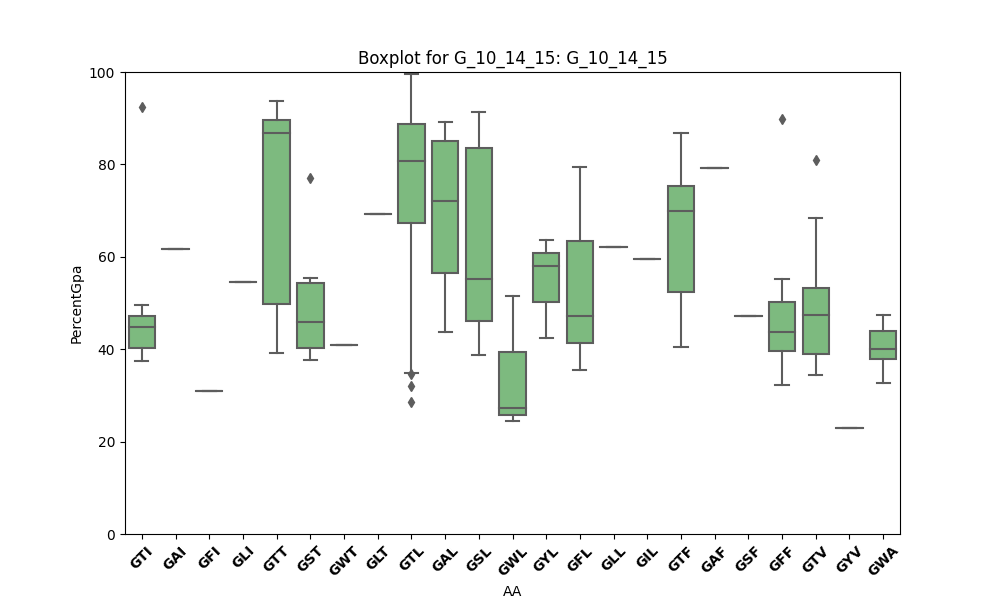 Boxplot for G_10_14_15: G_10_14_15
PercentGpa
100
80
60
40
20
0
GTI GAI GFI GLI GTT GST GWT GLT GTL GAL GSL GWL GYL GFL GLL GIL GTF GAF GSF GFF GTV GYV GWA
AA